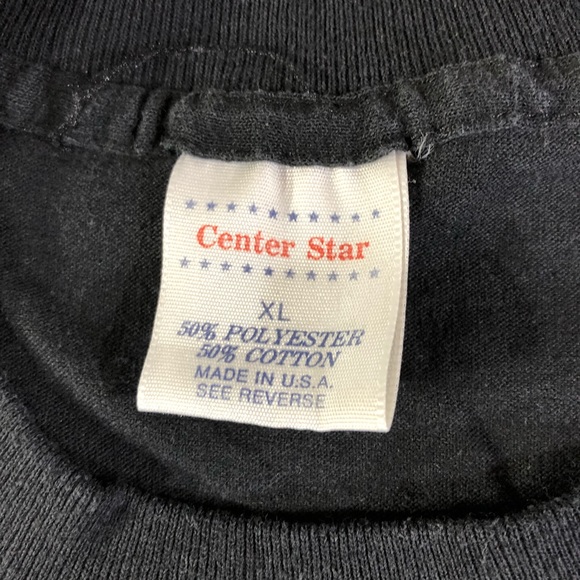 Center Star
XL
50% POLYESTER
50% COTTON
MADE IN U.S.A.
SEE REVERSE